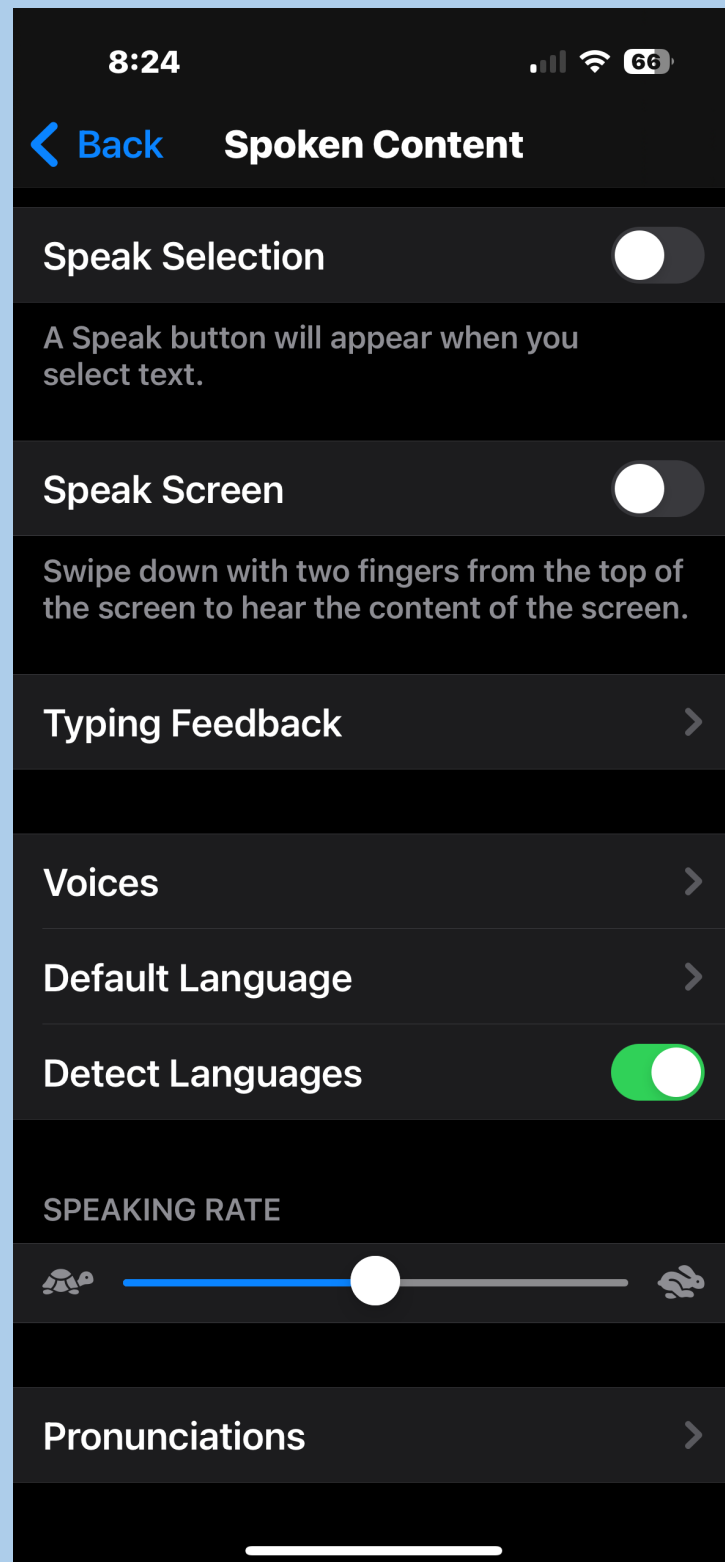 8:24
66
Back
Spoken Content
Speak Selection
A Speak button will appear when you
select text.
Speak Screen
Swipe down with two fingers from the top of
the screen to hear the content of the screen.
Typing Feedback
Voices
Default Language
Detect Languages
SPEAKING RATE
Pronunciations